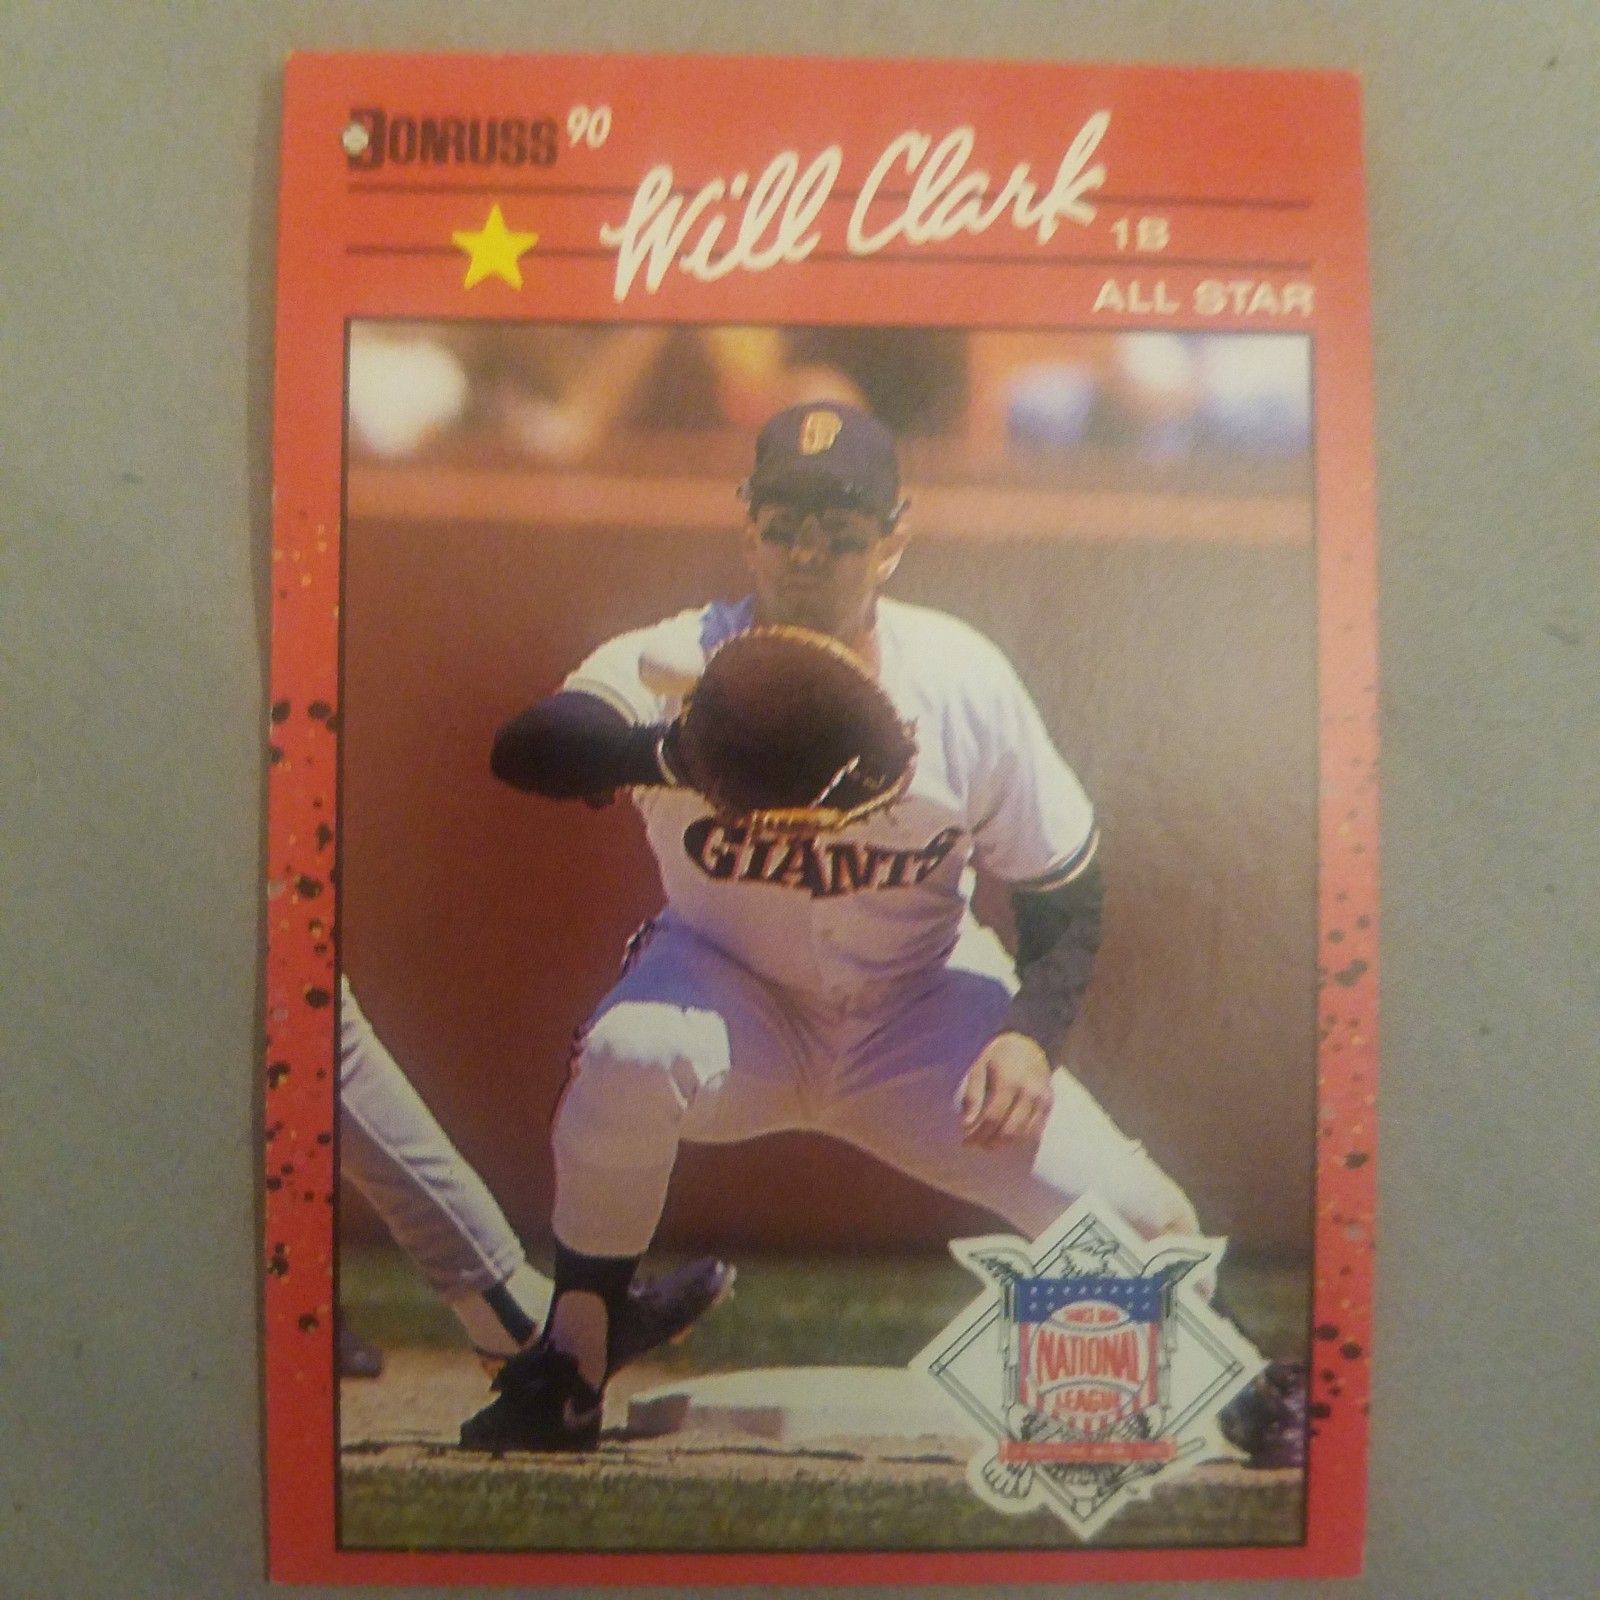 DONRUSS 90
Will Clark 1B
ALL STAR
GIANTS
NATIONAL
LEAGUE